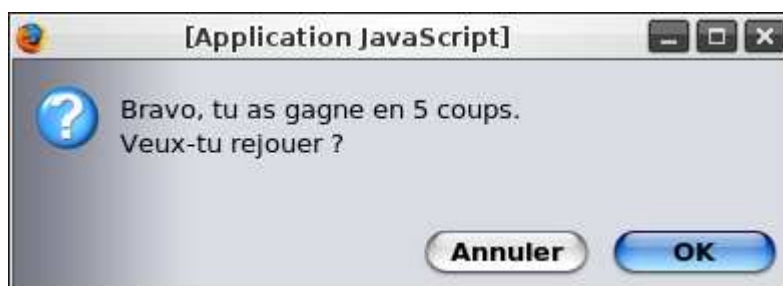 [Application JavaScript]
Bravo, tu as gagne en 5 coups.
Veux-tu rejouer ?
Annuler
OK